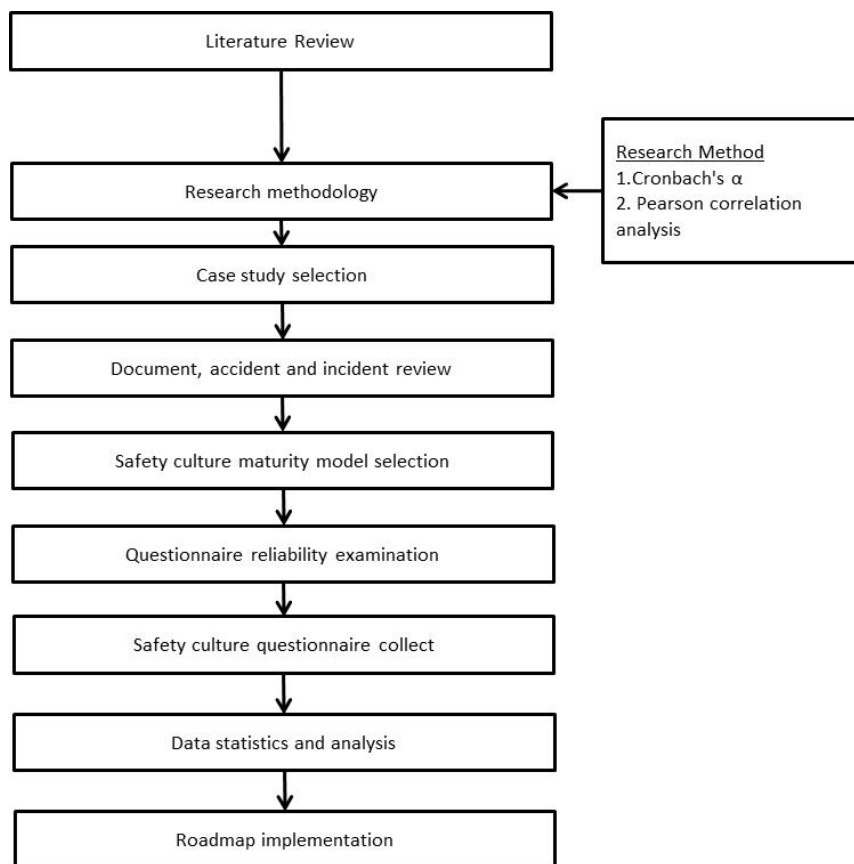 Literature Review
Research methodology
Research Method
1.Cronbach's α
2. Pearson correlation
analysis
Case study selection
Document, accident and incident review
Safety culture maturity model selection
Questionnaire reliability examination
Safety culture questionnaire collect
Data statistics and analysis
Roadmap implementation